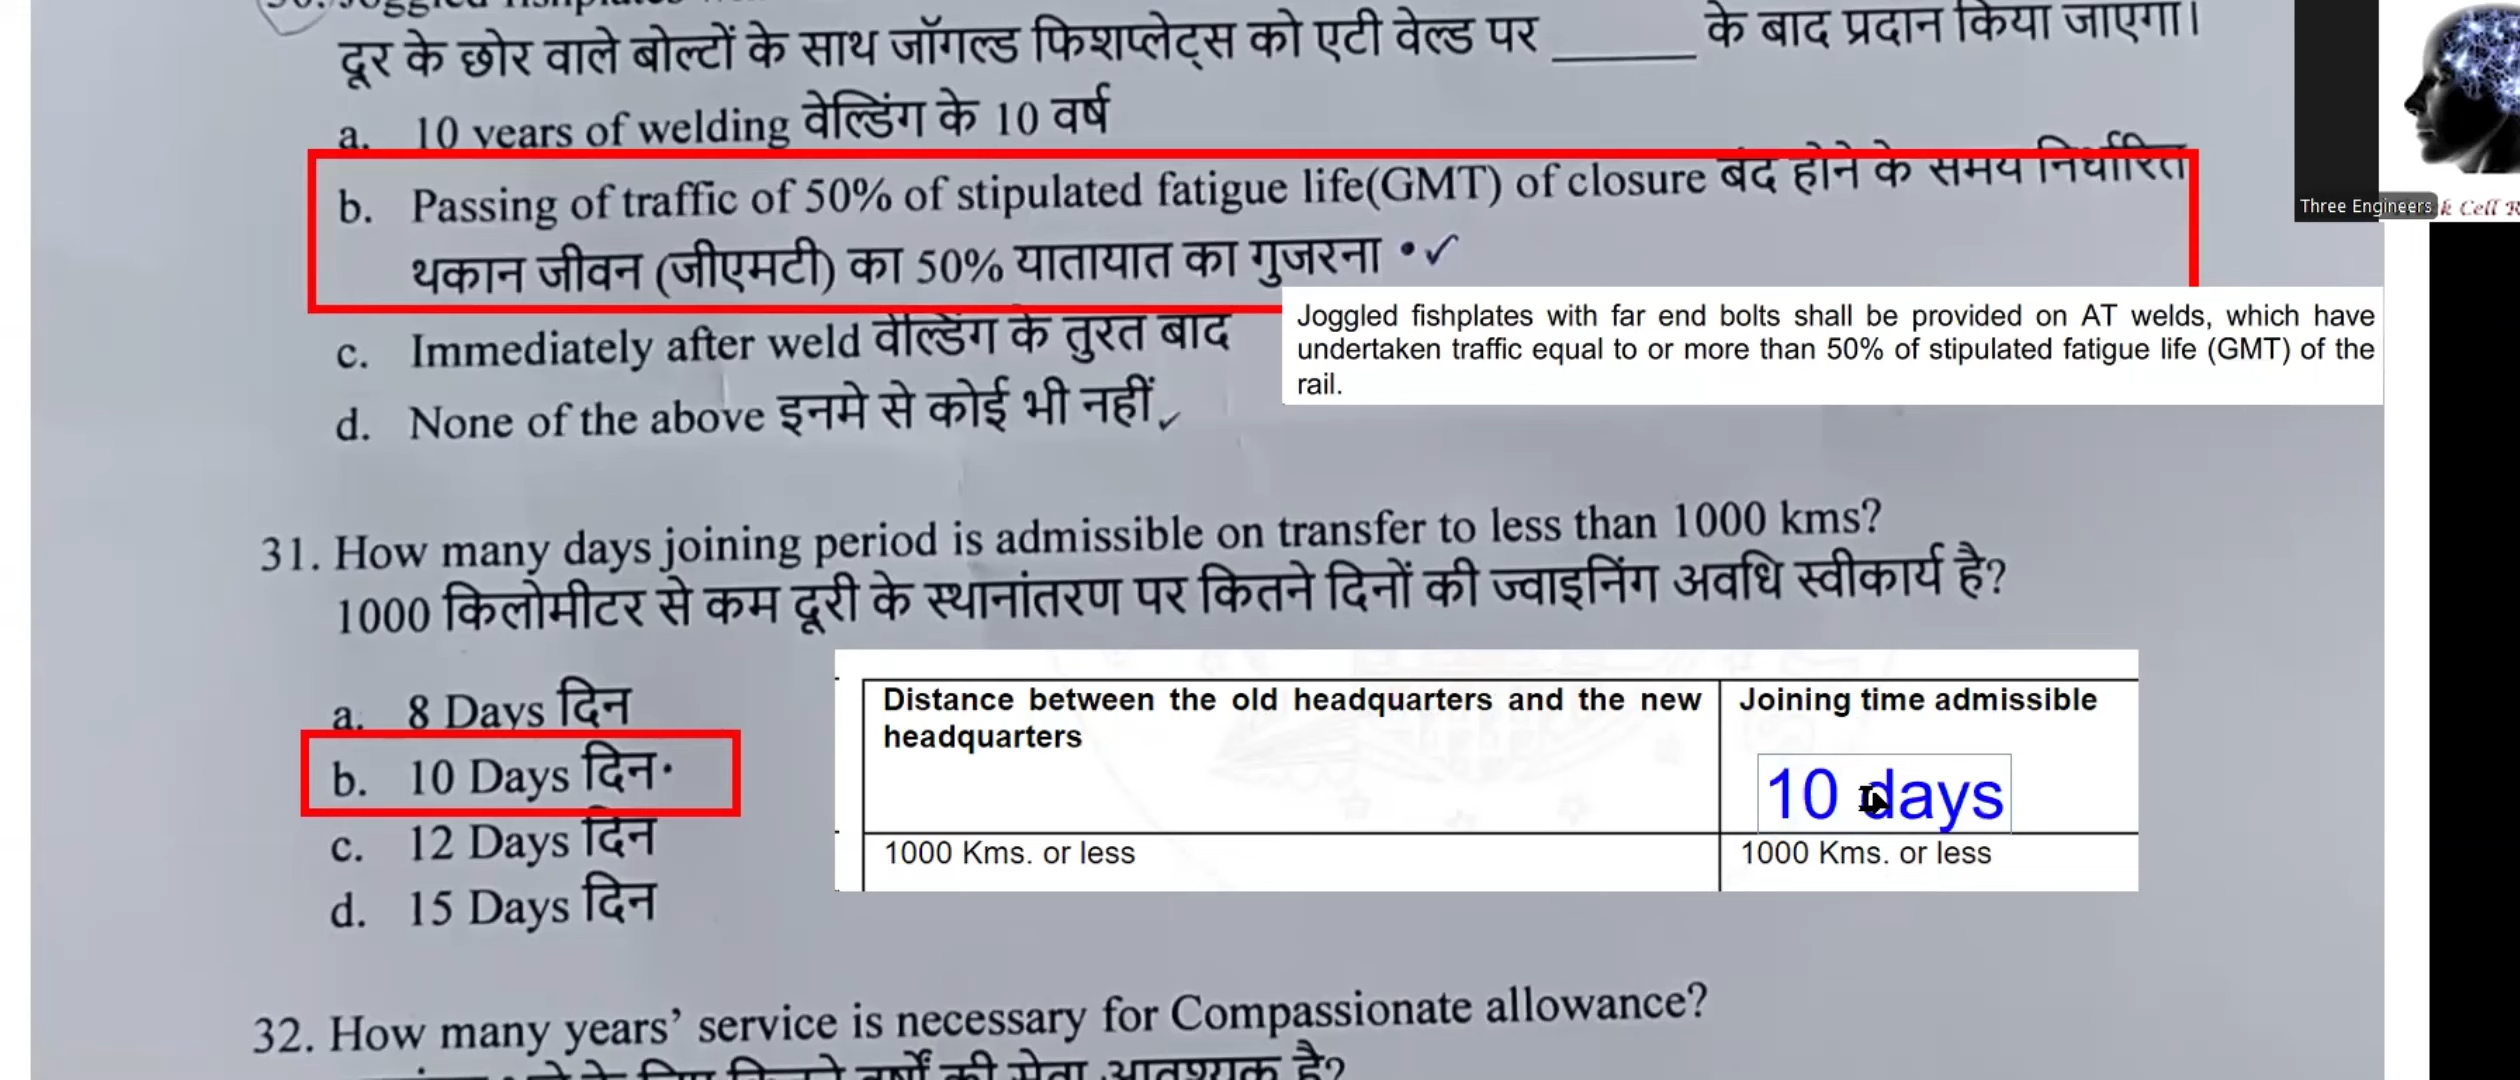 दूर के छोर वाले बोल्टों के साथ जॉगल्ड फिशप्लेट्स को एटी वेल्ड पर ______ के बाद प्रदान किया जाएगा।
a. 10 years of welding वेल्डिंग के 10 वर्ष
b. Passing of traffic of 50% of stipulated fatigue life(GMT) of closure बंद होने के समय निर्धारित
थकान जीवन (जीएमटी) का 50% यातायात का गुजरना
c. Immediately after weld वेल्डिंग के तुरंत बाद
d. None of the above इनमे से कोई भी नहीं
Joggled fishplates with far end bolts shall be provided on AT welds, which have
undertaken traffic equal to or more than 50% of stipulated fatigue life (GMT) of the
rail.
Three Engineers
31. How many days joining period is admissible on transfer to less than 1000 kms?
1000 किलोमीटर से कम दूरी के स्थानांतरण पर कितने दिनों की ज्वाइनिंग अवधि स्वीकार्य है?
a. 8 Days दिन
b. 10 Days दिन
c. 12 Days दिन
d. 15 Days दिन
Distance between the old headquarters and the new
headquarters
Joining time admissible
10 days
1000 Kms. or less
1000 Kms. or less
32. How many years' service is necessary for Compassionate allowance?